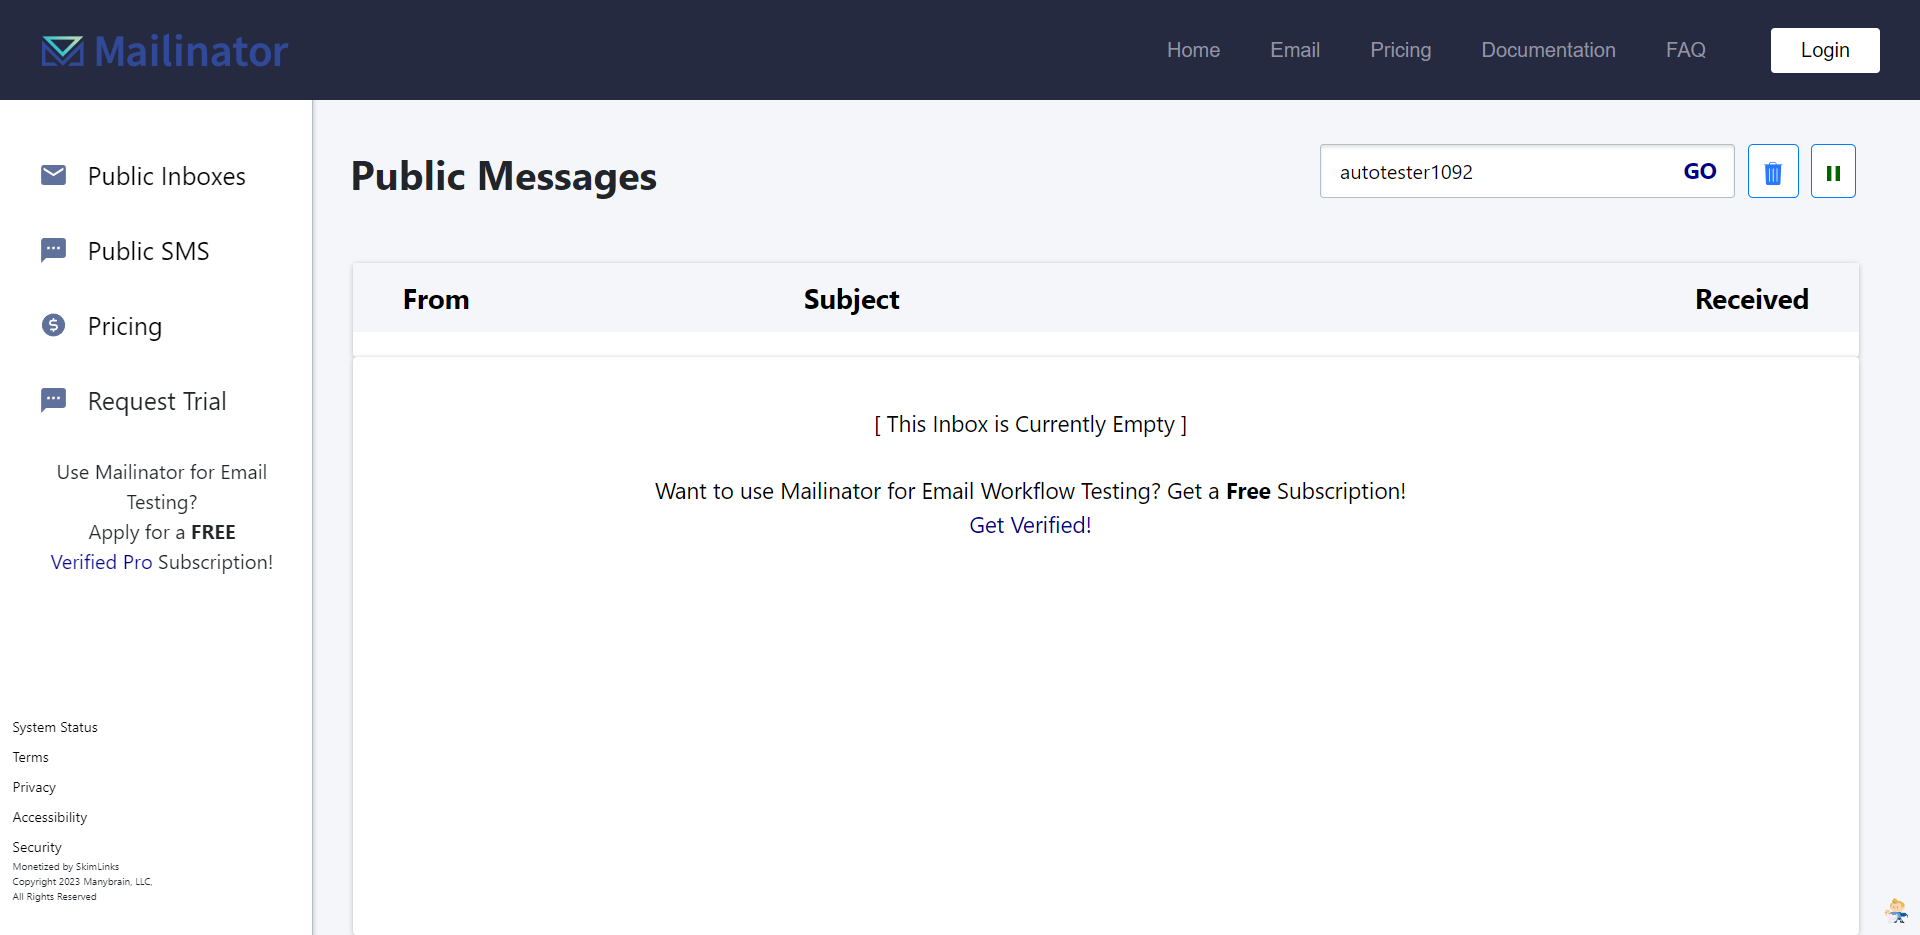 Mailinator
Home Email Pricing Documentation FAQ Login
Public Inboxes
Public SMS
Pricing
Request Trial
Use Mailinator for Email
Testing?
Apply for a FREE
Verified Pro Subscription!
System Status
Terms
Privacy
Accessibility
Security
Monetized by SkimLinks
Copyright 2023 Manybrain, LLC,
All Rights Reserved
Public Messages
autotester1092 GO
From Subject Received
[ This Inbox is Currently Empty ]
Want to use Mailinator for Email Workflow Testing? Get a Free Subscription!
Get Verified!